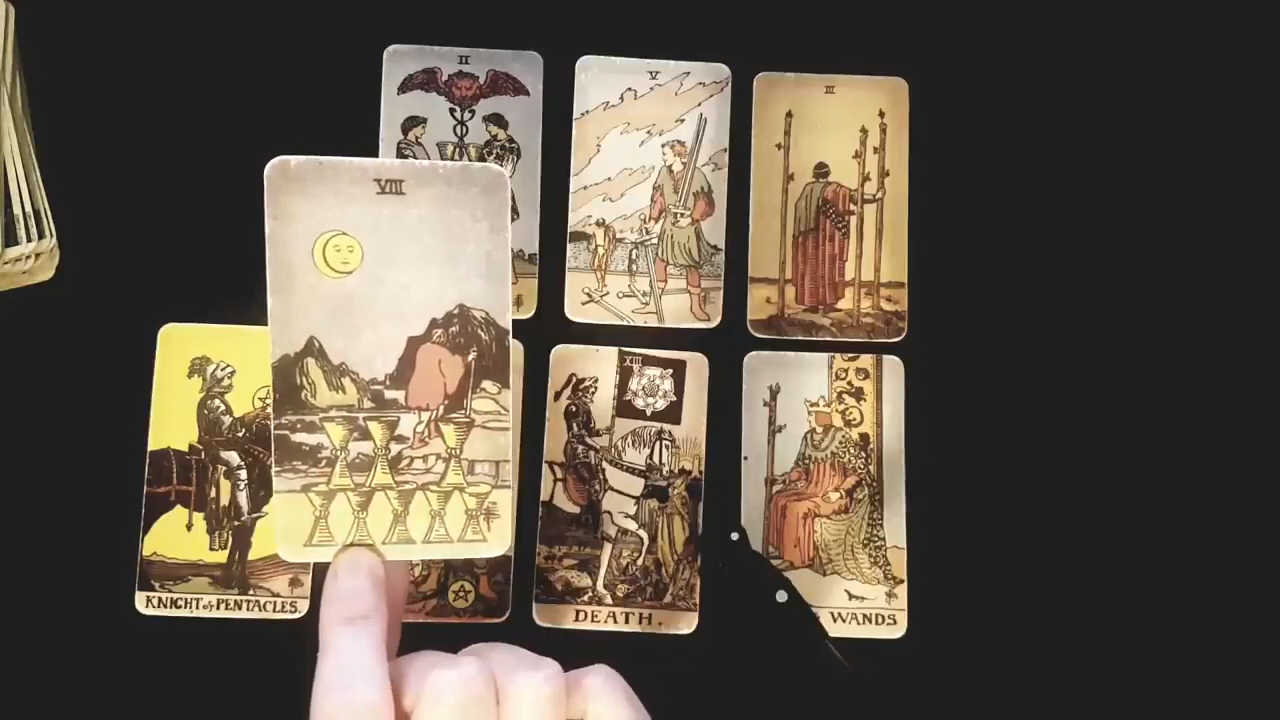 II
V
III
VIII
XIII
KNIGHT of PENTACLES.
DEATH.
WANDS